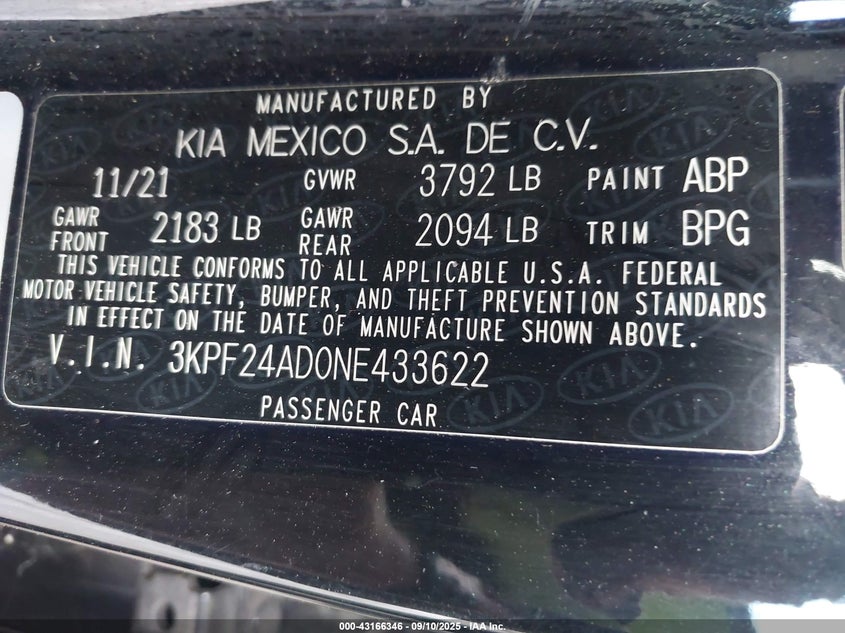 MANUFACTURED BY
KIA MEXICO S.A. DE C.V.
11/21 GVWR 3792 LB PAINT ABP
GAWR FRONT 2183 LB GAWR REAR 2094 LB TRIM BPG
THIS VEHICLE CONFORMS TO ALL APPLICABLE U.S.A. FEDERAL
MOTOR VEHICLE SAFETY, BUMPER, AND THEFT PREVENTION STANDARDS
IN EFFECT ON THE DATE OF MANUFACTURE SHOWN ABOVE.
V.I.N. 3KPF24AD0NE433622
PASSENGER CAR
000-43166346 - 09/10/2025 - IAA Inc.